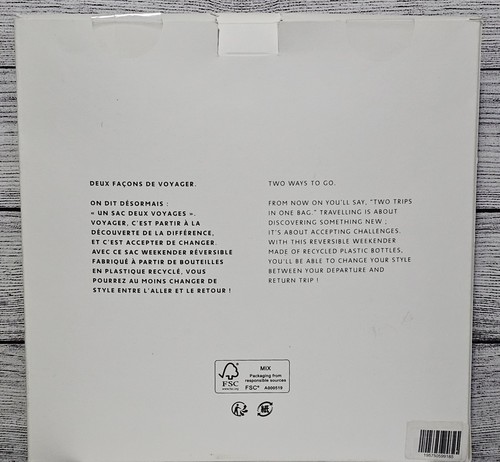 DEUX FAÇONS DE VOYAGER.
ON DIT DÉSORMAIS :
« UN SAC DEUX VOYAGES ».
VOYAGER, C'EST PARTIR À LA
DÉCOUVERTE DE LA DIFFÉRENCE,
ET C'EST ACCEPTER DE CHANGER.
AVEC CE SAC WEEKENDER RÉVERSIBLE
FABRIQUÉ À PARTIR DE BOUTEILLES
EN PLASTIQUE RECYCLÉ, VOUS
POURREZ AU MOINS CHANGER DE
STYLE ENTRE L'ALLER ET LE RETOUR !
TWO WAYS TO GO.
FROM NOW ON YOU'LL SAY, "TWO TRIPS
IN ONE BAG." TRAVELLING IS ABOUT
DISCOVERING SOMETHING NEW ;
IT'S ABOUT ACCEPTING CHALLENGES.
WITH THIS REVERSIBLE WEEKENDER
MADE OF RECYCLED PLASTIC BOTTLES,
YOU'LL BE ABLE TO CHANGE YOUR STYLE
BETWEEN YOUR DEPARTURE AND
RETURN TRIP !
FSC
www.fsc.org
MIX
Packaging from
responsible sources
FSC®